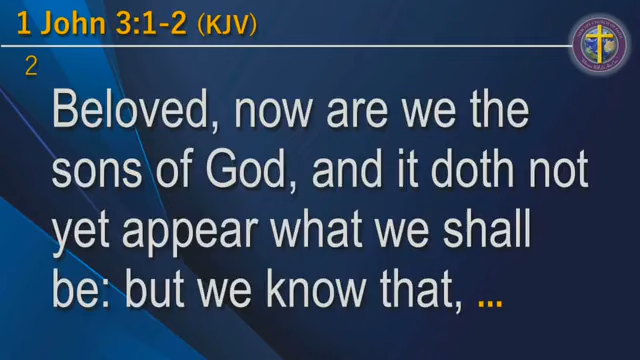 1 John 3:1-2 (KJV)
2
Beloved, now are we the
sons of God, and it doth not
yet appear what we shall
be: but we know that, ...